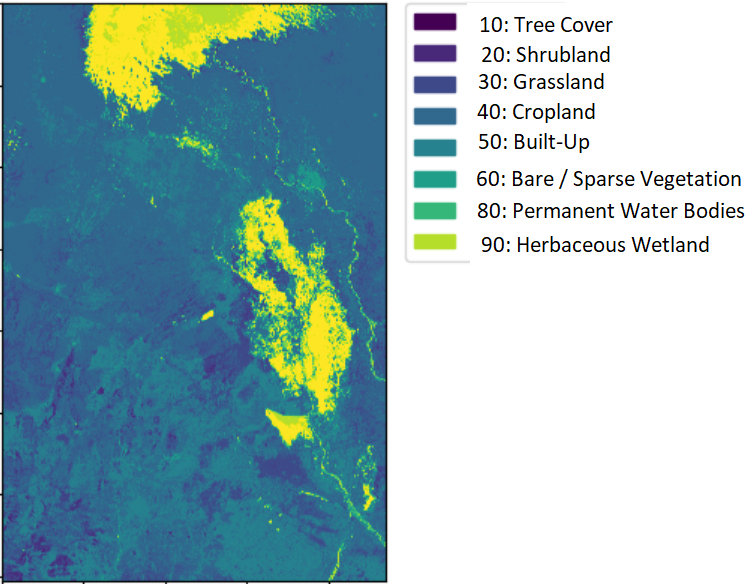 10: Tree Cover
20: Shrubland
30: Grassland
40: Cropland
50: Built-Up
60: Bare / Sparse Vegetation
80: Permanent Water Bodies
90: Herbaceous Wetland